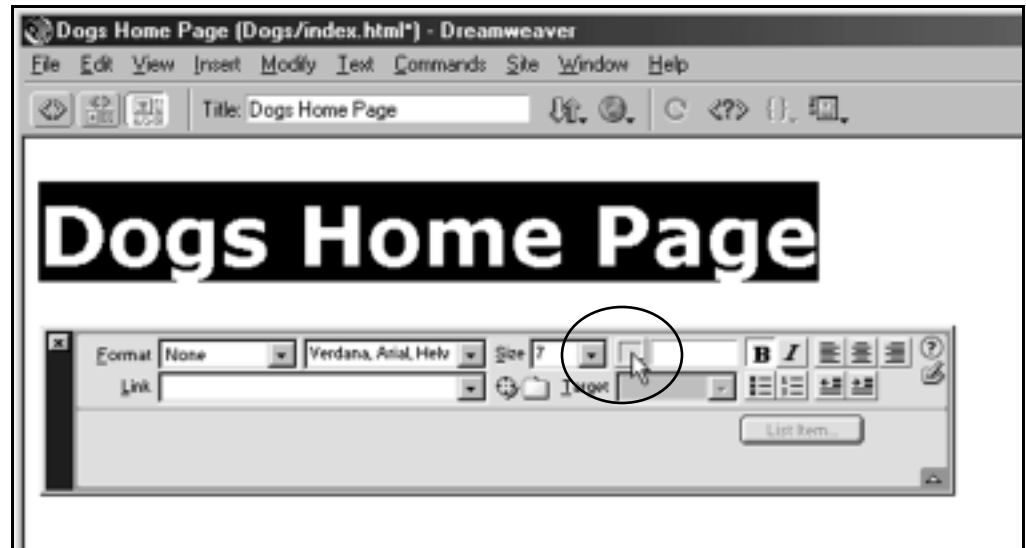 Dogs Home Page (Dogs/index.html*) - Dreamweaver
File Edit View Insert Modify Text Commands Site Window Help
Title: Dogs Home Page
Dogs Home Page
Format None Verdana, Arial, Helv Size 7 B I
Link Target
List Item...